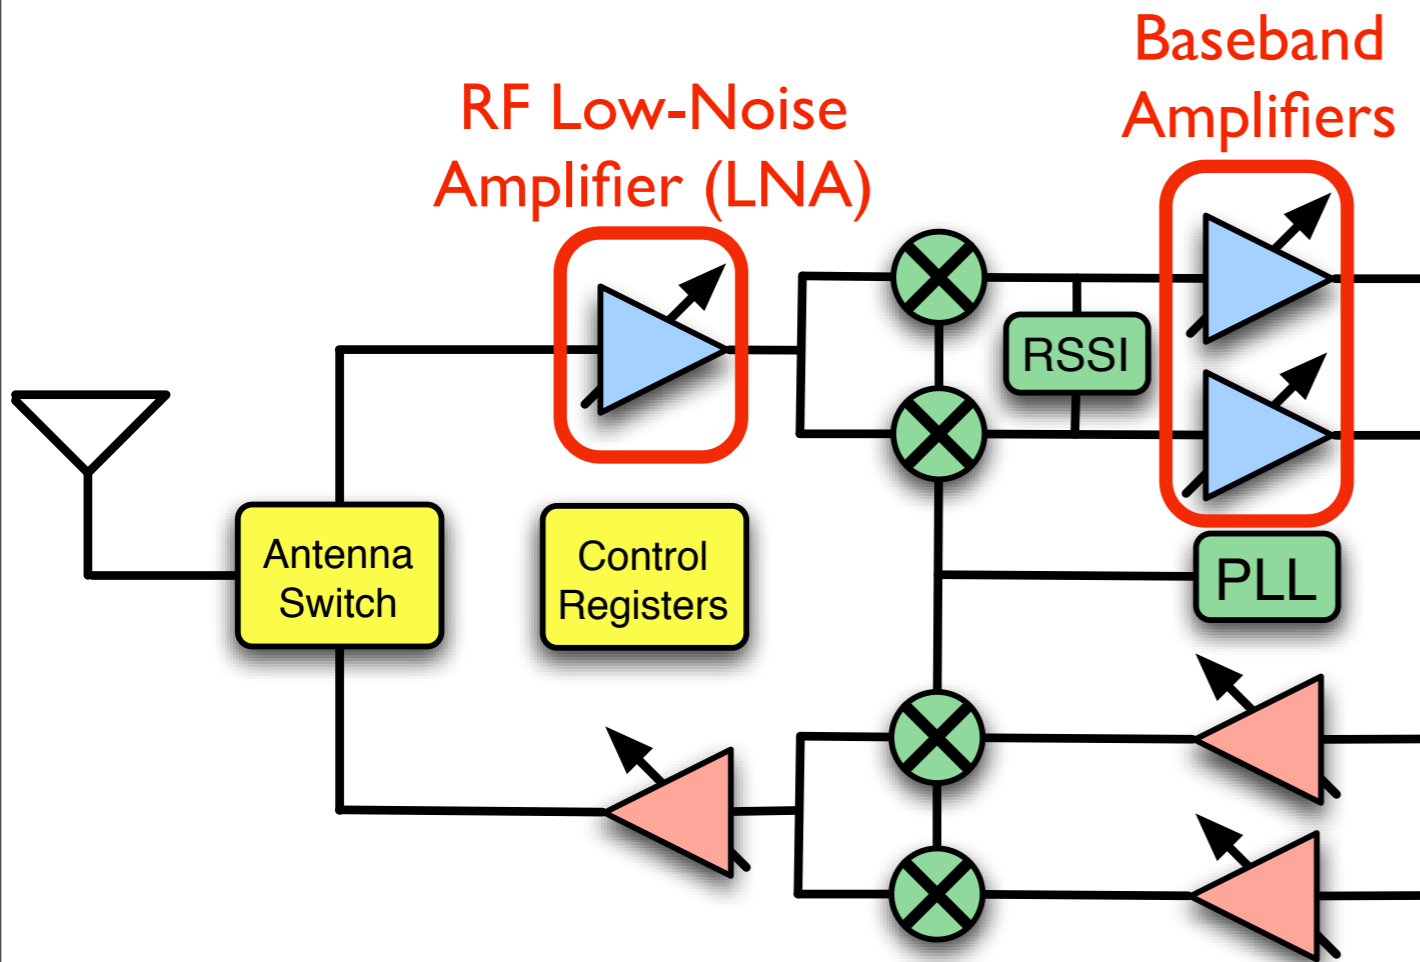 Baseband
Amplifiers
RF Low-Noise
Amplifier (LNA)
RSSI
Antenna
Switch
Control
Registers
PLL